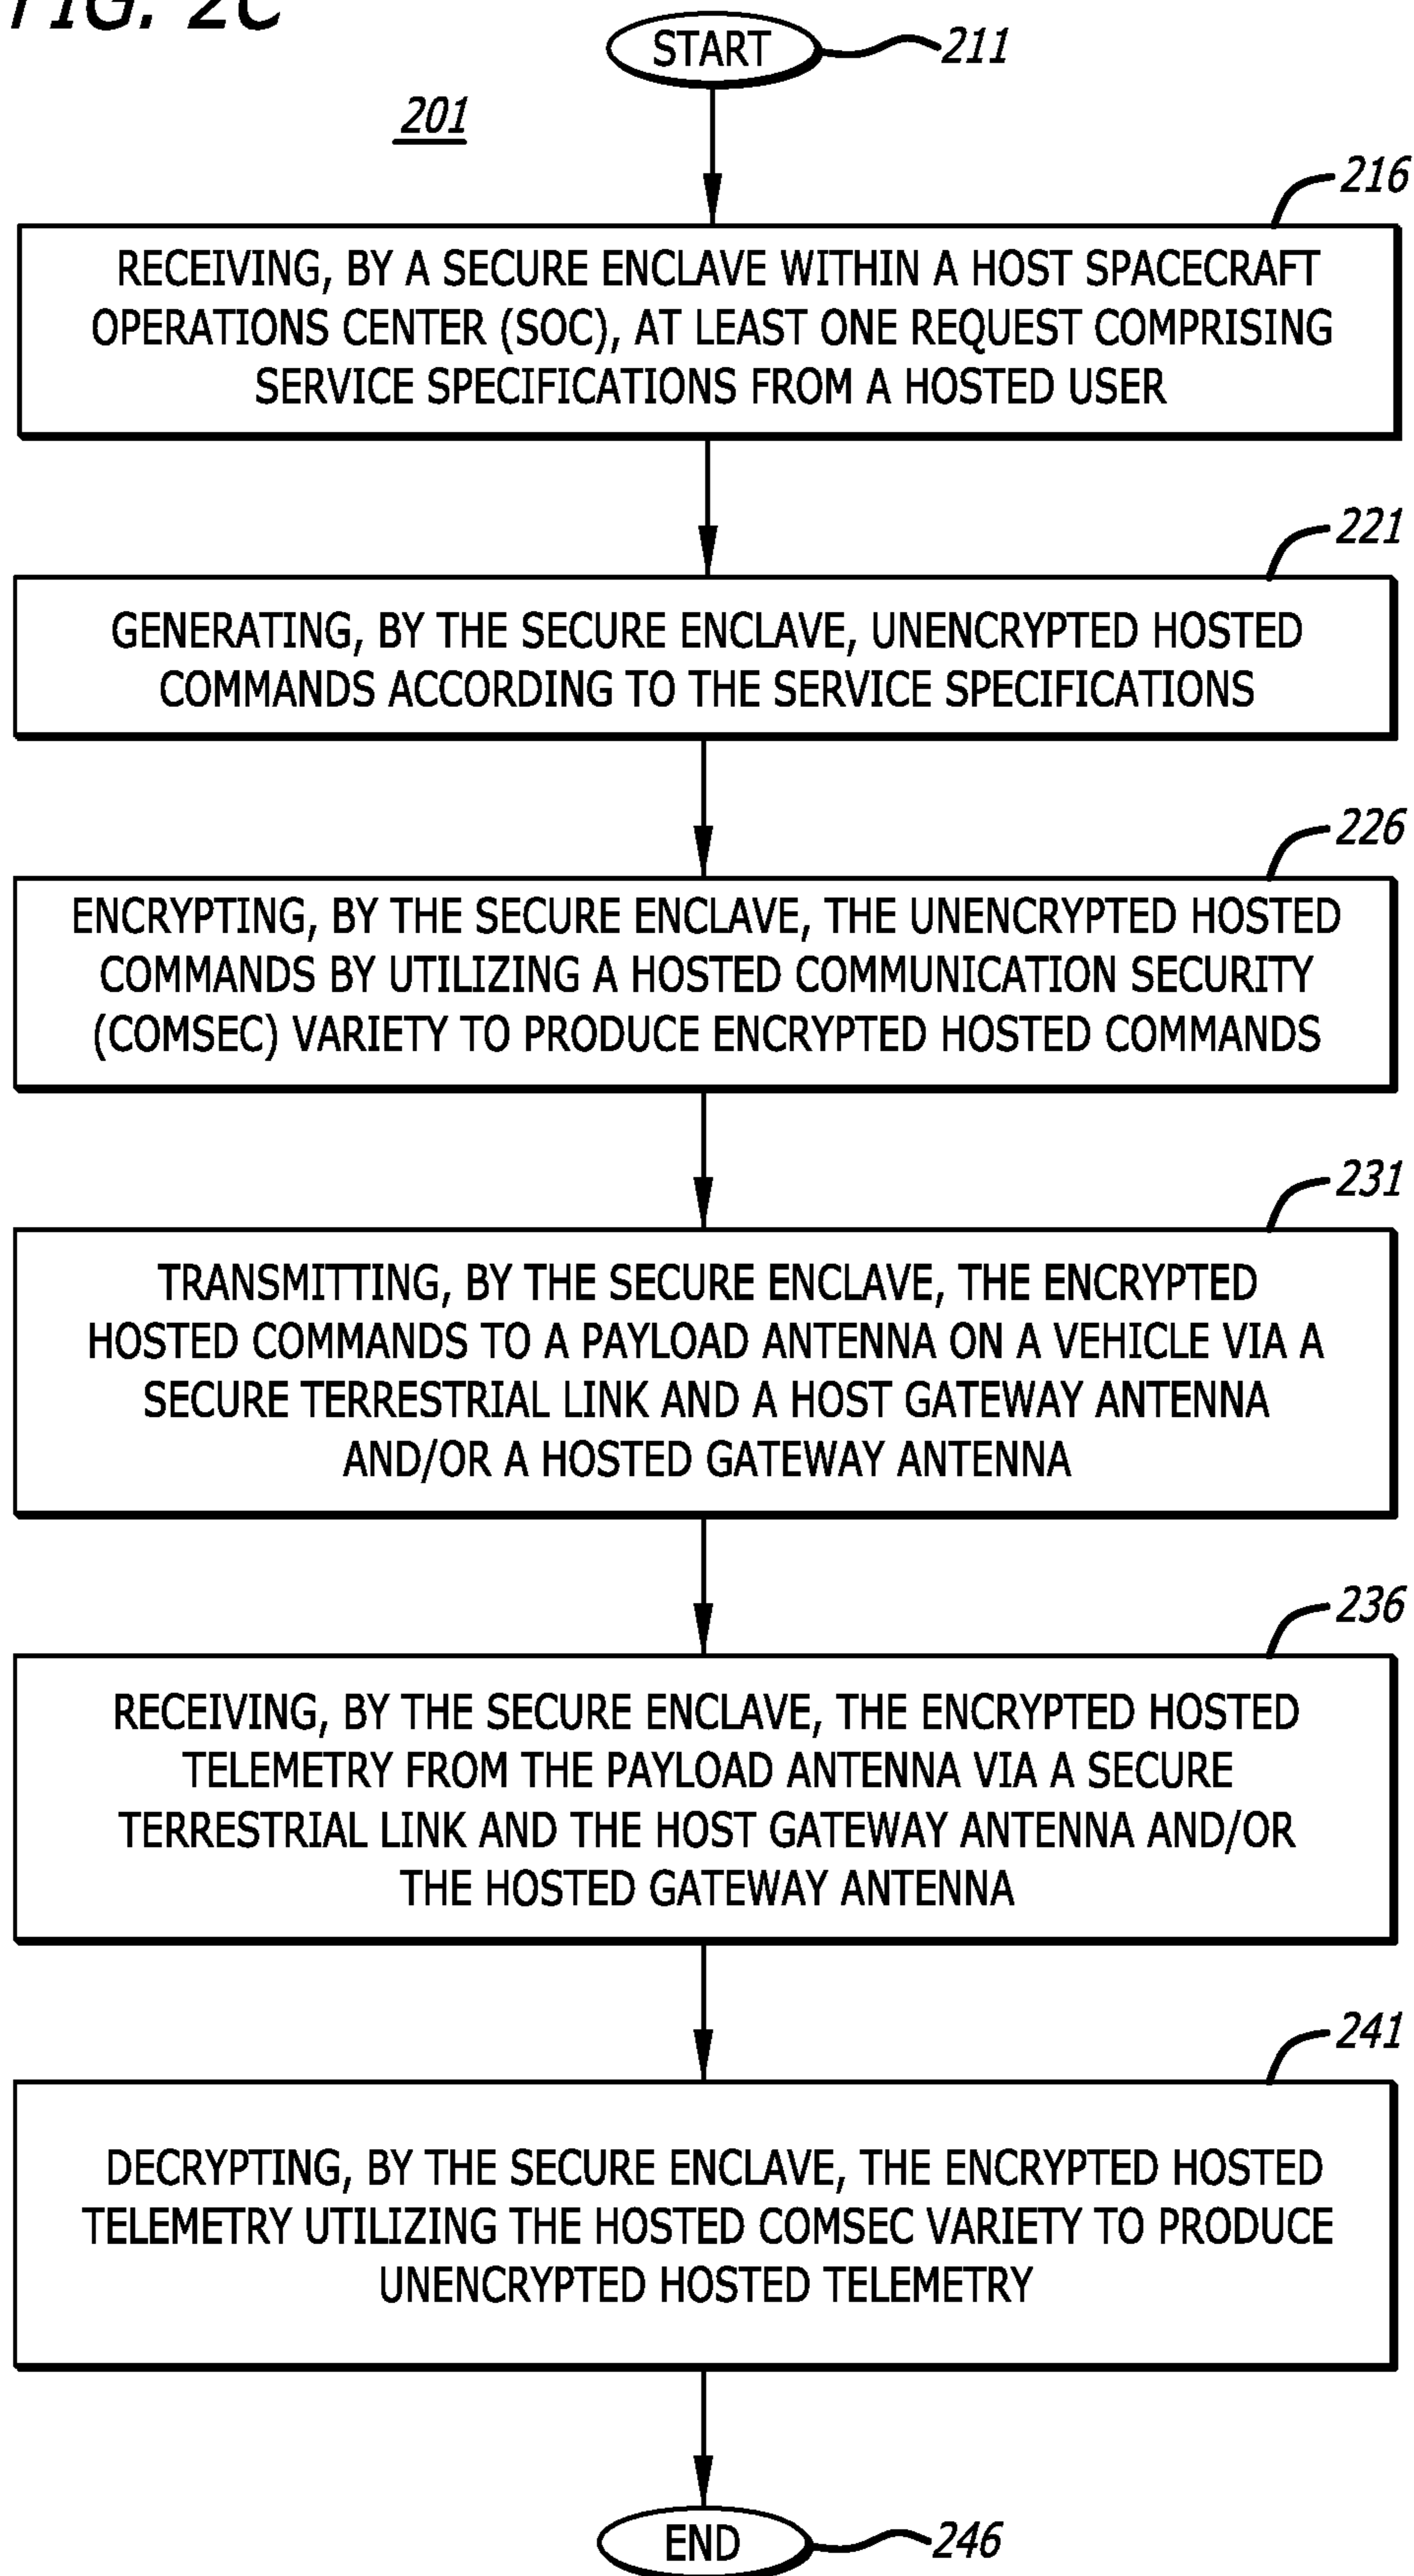 FIG. 2C
START
211
201
216
RECEIVING, BY A SECURE ENCLAVE WITHIN A HOST SPACECRAFT
OPERATIONS CENTER (SOC), AT LEAST ONE REQUEST COMPRISING
SERVICE SPECIFICATIONS FROM A HOSTED USER
221
GENERATING, BY THE SECURE ENCLAVE, UNENCRYPTED HOSTED
COMMANDS ACCORDING TO THE SERVICE SPECIFICATIONS
226
ENCRYPTING, BY THE SECURE ENCLAVE, THE UNENCRYPTED HOSTED
COMMANDS BY UTILIZING A HOSTED COMMUNICATION SECURITY
(COMSEC) VARIETY TO PRODUCE ENCRYPTED HOSTED COMMANDS
231
TRANSMITTING, BY THE SECURE ENCLAVE, THE ENCRYPTED
HOSTED COMMANDS TO A PAYLOAD ANTENNA ON A VEHICLE VIA A
SECURE TERRESTRIAL LINK AND A HOST GATEWAY ANTENNA
AND/OR A HOSTED GATEWAY ANTENNA
236
RECEIVING, BY THE SECURE ENCLAVE, THE ENCRYPTED HOSTED
TELEMETRY FROM THE PAYLOAD ANTENNA VIA A SECURE
TERRESTRIAL LINK AND THE HOST GATEWAY ANTENNA AND/OR
THE HOSTED GATEWAY ANTENNA
241
DECRYPTING, BY THE SECURE ENCLAVE, THE ENCRYPTED HOSTED
TELEMETRY UTILIZING THE HOSTED COMSEC VARIETY TO PRODUCE
UNENCRYPTED HOSTED TELEMETRY
END
246